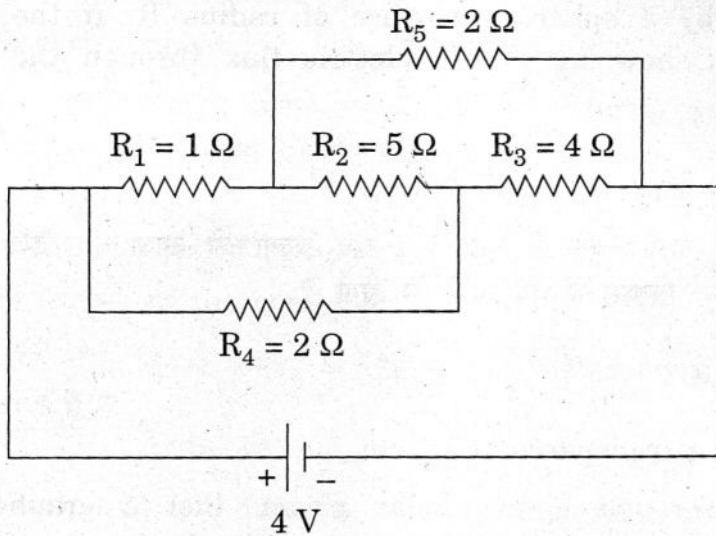 R₅ = 2 Ω
R₁ = 1 Ω R₂ = 5 Ω R₃ = 4 Ω
R₄ = 2 Ω
+ −
4 V